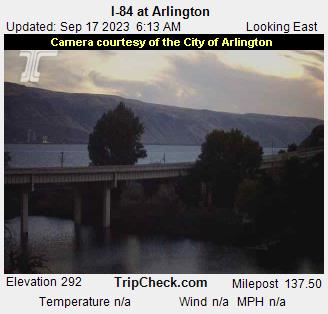 I-84 at Arlington
Updated: Sep 17 2023 6:13 AM Looking East
Camera courtesy of the City of Arlington
Elevation 292 TripCheck.com Milepost 137.50
Temperature n/a Wind n/a MPH n/a